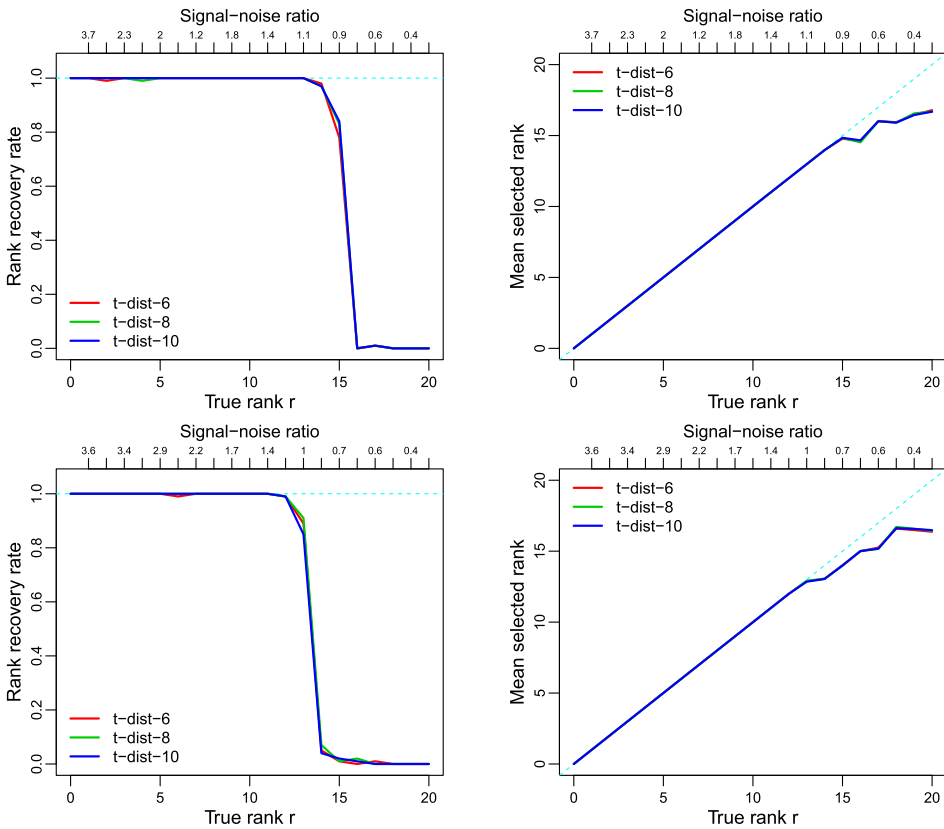 Signal−noise ratio
3.7 2.3 2 1.2 1.8 1.4 1.1 0.9 0.6 0.4
Rank recovery rate
0.0 0.2 0.4 0.6 0.8 1.0
t−dist−6
t−dist−8
t−dist−10
0 5 10 15 20
True rank r
Signal−noise ratio
3.7 2.3 2 1.2 1.8 1.4 1.1 0.9 0.6 0.4
Mean selected rank
0 5 10 15 20
t−dist−6
t−dist−8
t−dist−10
0 5 10 15 20
True rank r
Signal−noise ratio
3.6 3.4 2.9 2.2 1.7 1.4 1 0.7 0.6 0.4
Rank recovery rate
0.0 0.2 0.4 0.6 0.8 1.0
t−dist−6
t−dist−8
t−dist−10
0 5 10 15 20
True rank r
Signal−noise ratio
3.6 3.4 2.9 2.2 1.7 1.4 1 0.7 0.6 0.4
Mean selected rank
0 5 10 15 20
t−dist−6
t−dist−8
t−dist−10
0 5 10 15 20
True rank r